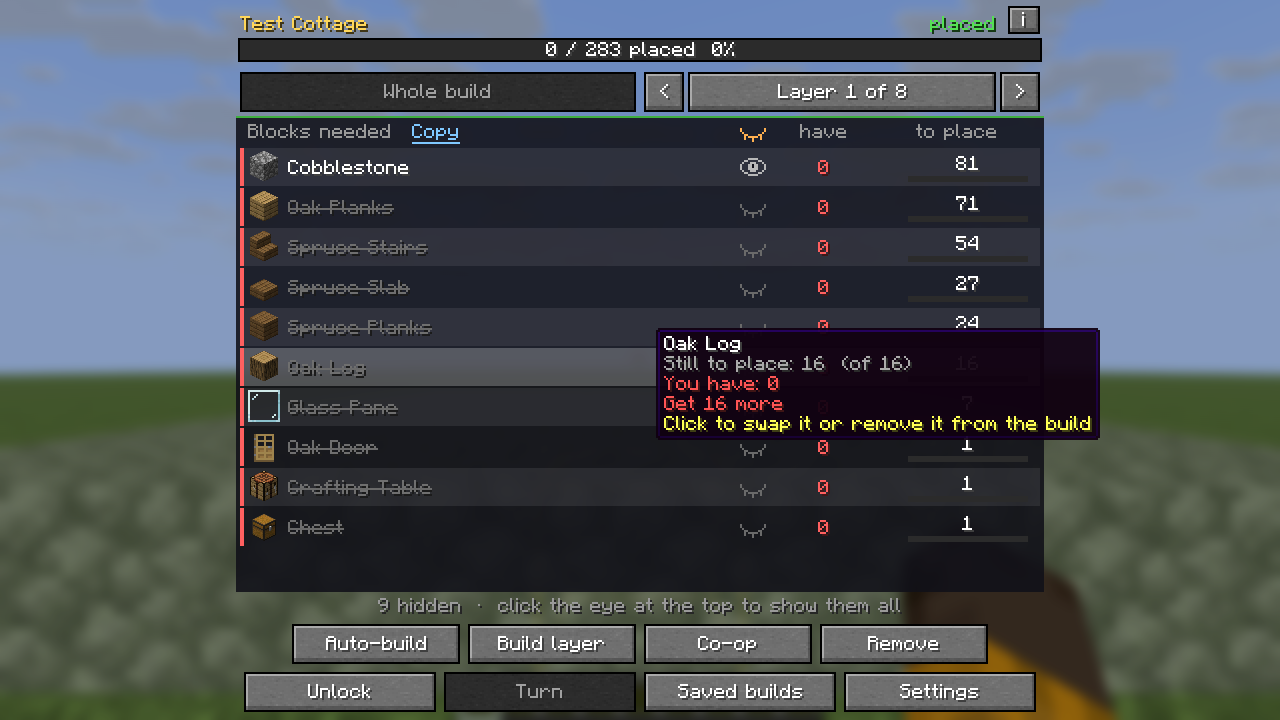 Test Cottage
placed
i
0 / 283 placed 0%
Whole build
<
Layer 1 of 8
>
Blocks needed Copy have to place
Cobblestone 0 81
Oak Planks 0 71
Spruce Stairs 0 54
Spruce Slab 0 27
Spruce Planks 0 24
Oak Log 16
Glass Pane 0 7
Oak Door 0 1
Crafting Table 0 1
Chest 0 1
Oak Log
Still to place: 16 (of 16)
You have: 0
Get 16 more
Click to swap it or remove it from the build
9 hidden · click the eye at the top to show them all
Auto-build
Build layer
Co-op
Remove
Unlock
Turn
Saved builds
Settings